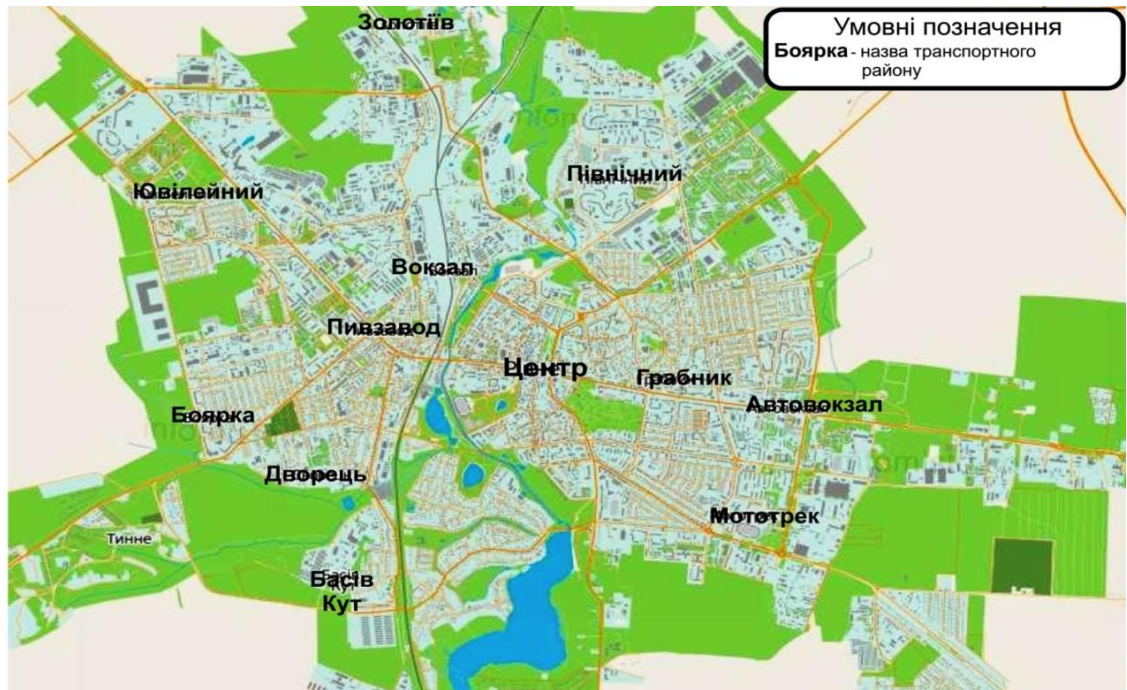 Золотіїв
Умовні позначення
Боярка - назва транспортного
району
Північний
Ювілейний
Вокзал
Пивзавод
Центр
Грабник
Автовокзал
Боярка
Дворець
Мототрек
Тинне
Басів
Кут